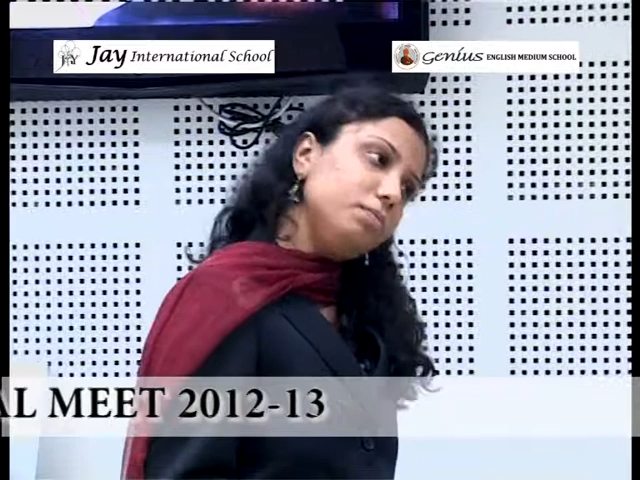 Jay International School
Genius ENGLISH MEDIUM SCHOOL
AL MEET 2012-13